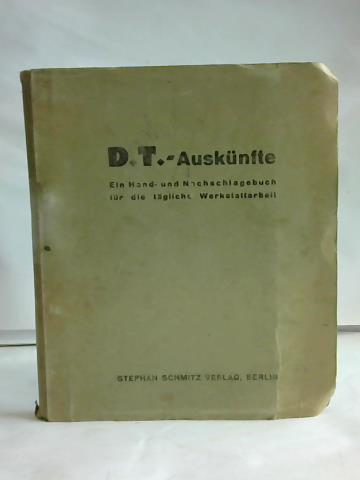 D.T.-Auskünfte
Ein Hand- und Nachschlagebuch
für die tägliche Werkstattarbeit
STEPHAN SCHMITZ VERLAG, BERLIN